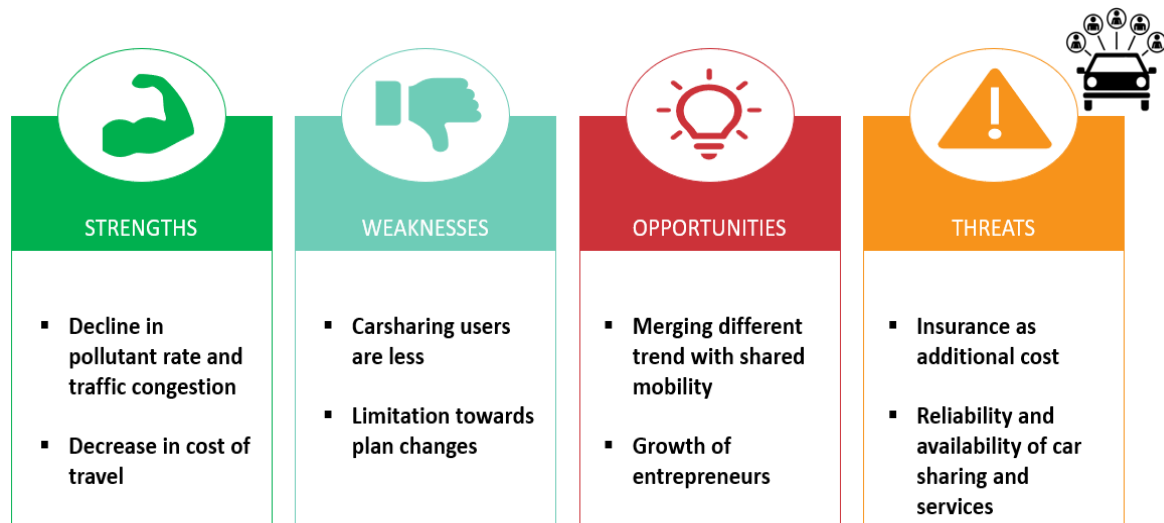 STRENGTHS
▪ Decline in
pollutant rate and
traffic congestion
▪ Decrease in cost of
travel
WEAKNESSES
▪ Carsharing users
are less
▪ Limitation towards
plan changes
OPPORTUNITIES
▪ Merging different
trend with shared
mobility
▪ Growth of
entrepreneurs
THREATS
▪ Insurance as
additional cost
▪ Reliability and
availability of car
sharing and
services